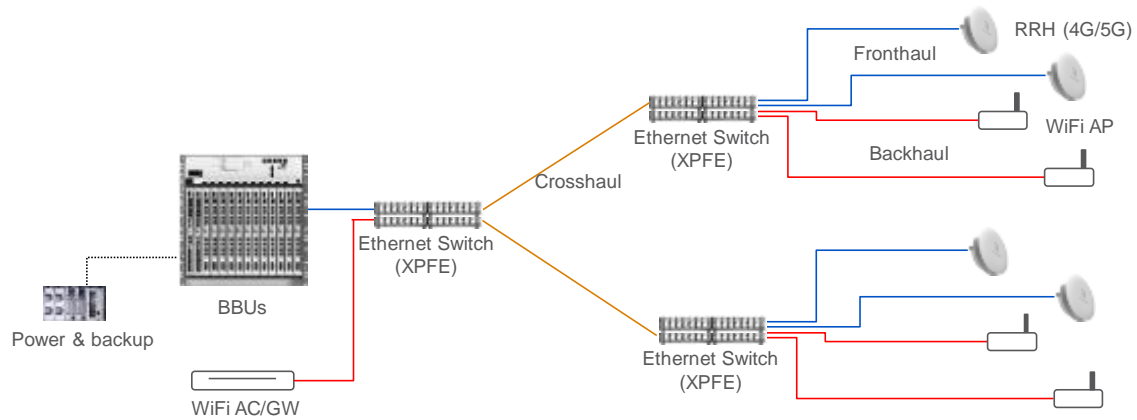 RRH (4G/5G)
Fronthaul
WiFi AP
Ethernet Switch
(XPFE)
Backhaul
Crosshaul
Ethernet Switch
(XPFE)
BBUs
Power & backup
Ethernet Switch
(XPFE)
WiFi AC/GW